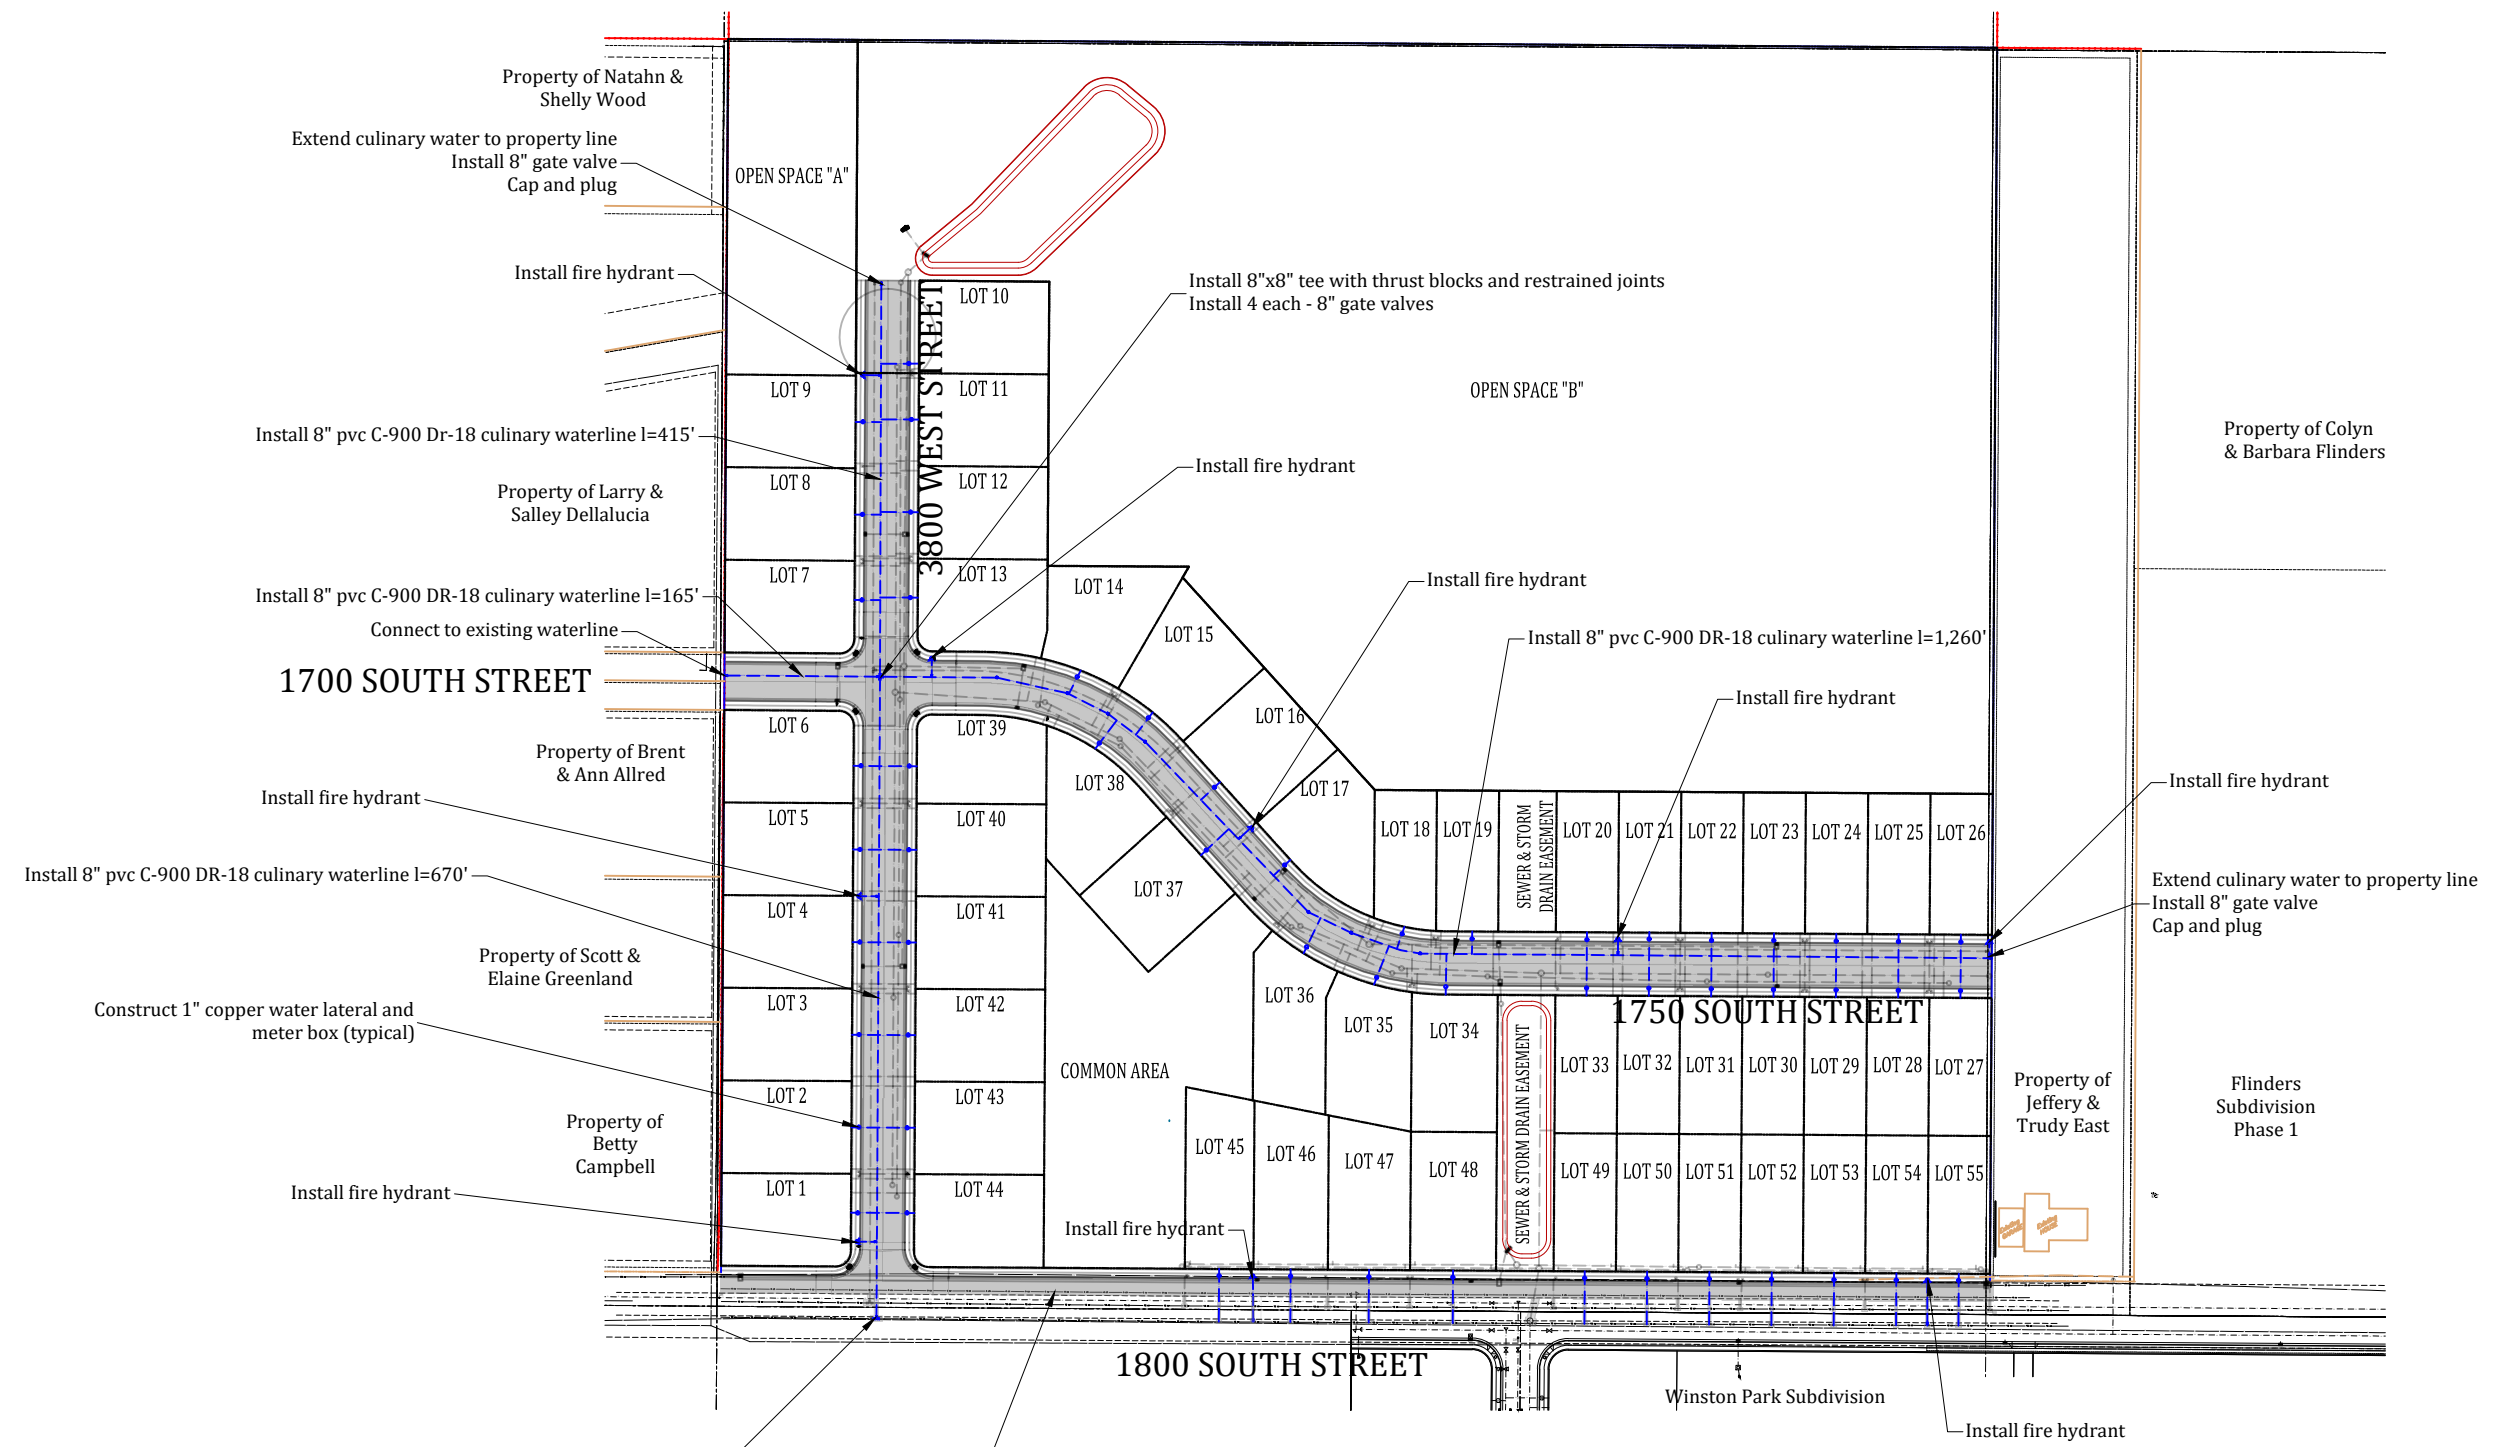 Property of Natahn &
Shelly Wood
Extend culinary water to property line
Install 8" gate valve
Cap and plug
OPEN SPACE "A"
Install fire hydrant
Install 8"x8" tee with thrust blocks and restrained joints
Install 4 each - 8" gate valves
LOT 10
3800 WEST STREET
LOT 9
LOT 11
OPEN SPACE "B"
Install 8" pvc C-900 Dr-18 culinary waterline l=415'
Property of Colyn
& Barbara Flinders
Install fire hydrant
LOT 8
LOT 12
Property of Larry &
Salley Dellalucia
LOT 7
LOT 13
LOT 14
Install fire hydrant
Install 8" pvc C-900 DR-18 culinary waterline l=165'
Connect to existing waterline
LOT 15
Install 8" pvc C-900 DR-18 culinary waterline l=1,260'
1700 SOUTH STREET
Install fire hydrant
LOT 16
LOT 6
LOT 39
Property of Brent
& Ann Allred
LOT 38
LOT 17
Install fire hydrant
Install fire hydrant
LOT 5
LOT 40
LOT 18
LOT 19
SEWER & STORM
DRAIN EASEMENT
LOT 20
LOT 21
LOT 22
LOT 23
LOT 24
LOT 25
LOT 26
Install 8" pvc C-900 DR-18 culinary waterline l=670'
LOT 37
Extend culinary water to property line
Install 8" gate valve
Cap and plug
LOT 4
LOT 41
Property of Scott &
Elaine Greenland
LOT 36
LOT 3
LOT 42
1750 SOUTH STREET
Construct 1" copper water lateral and
meter box (typical)
LOT 35
LOT 34
SEWER & STORM DRAIN EASEMENT
LOT 33
LOT 32
LOT 31
LOT 30
LOT 29
LOT 28
LOT 27
COMMON AREA
Property of
Jeffery &
Trudy East
Flinders
Subdivision
Phase 1
LOT 2
LOT 43
Property of
Betty
Campbell
LOT 45
LOT 46
LOT 47
LOT 48
LOT 49
LOT 50
LOT 51
LOT 52
LOT 53
LOT 54
LOT 55
LOT 1
LOT 44
Install fire hydrant
Install fire hydrant
1800 SOUTH STREET
Winston Park Subdivision
Install fire hydrant